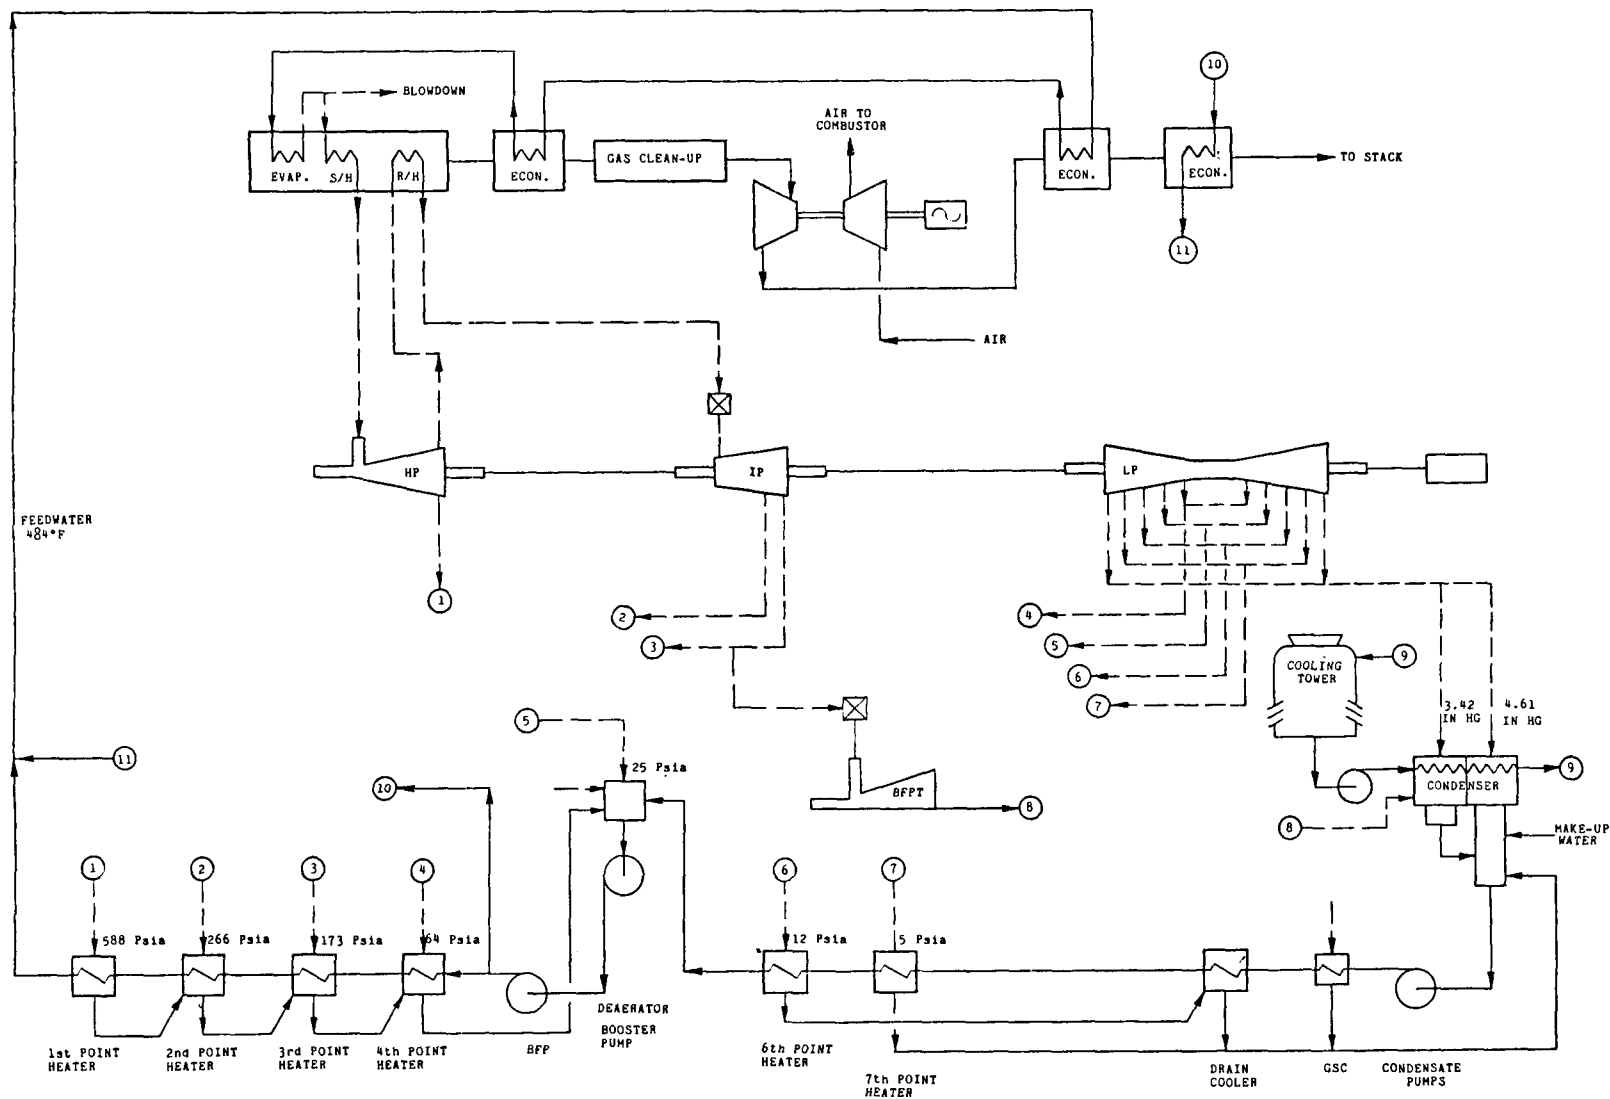 10
BLOWDOWN
AIR TO
COMBUSTOR
GAS CLEAN-UP
TO STACK
EVAP.
S/H
R/H
ECON.
ECON.
ECON.
11
AIR
HP
IP
LP
FEEDWATER
484°F
1
2
3
4
5
6
7
COOLING
TOWER
9
3.42
IN HG
4.61
IN HG
5
11
25 Psia
10
BFPT
8
CONDENSER
9
8
MAKE-UP
WATER
1
2
3
4
6
7
588 Psia
266 Psia
173 Psia
64 Psia
12 Psia
5 Psia
DEAERATOR
BOOSTER
PUMP
1st POINT
HEATER
2nd POINT
HEATER
3rd POINT
HEATER
4th POINT
HEATER
BFP
6th POINT
HEATER
7th POINT
HEATER
DRAIN
COOLER
GSC
CONDENSATE
PUMPS